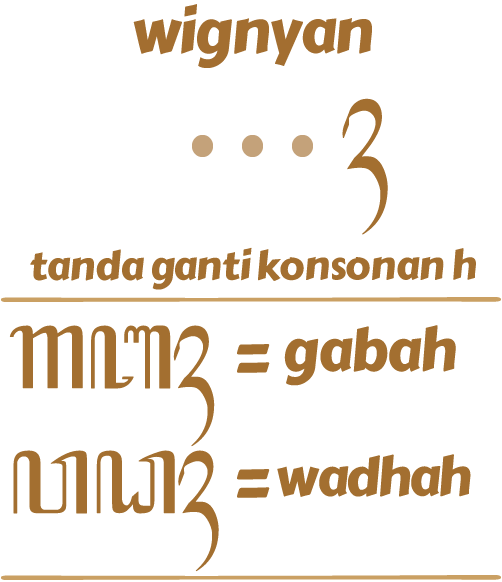 wignyan
• • • ꦃ
tanda ganti konsonan h
ꦒꦧꦃ = gabah
ꦮꦝꦃ = wadhah